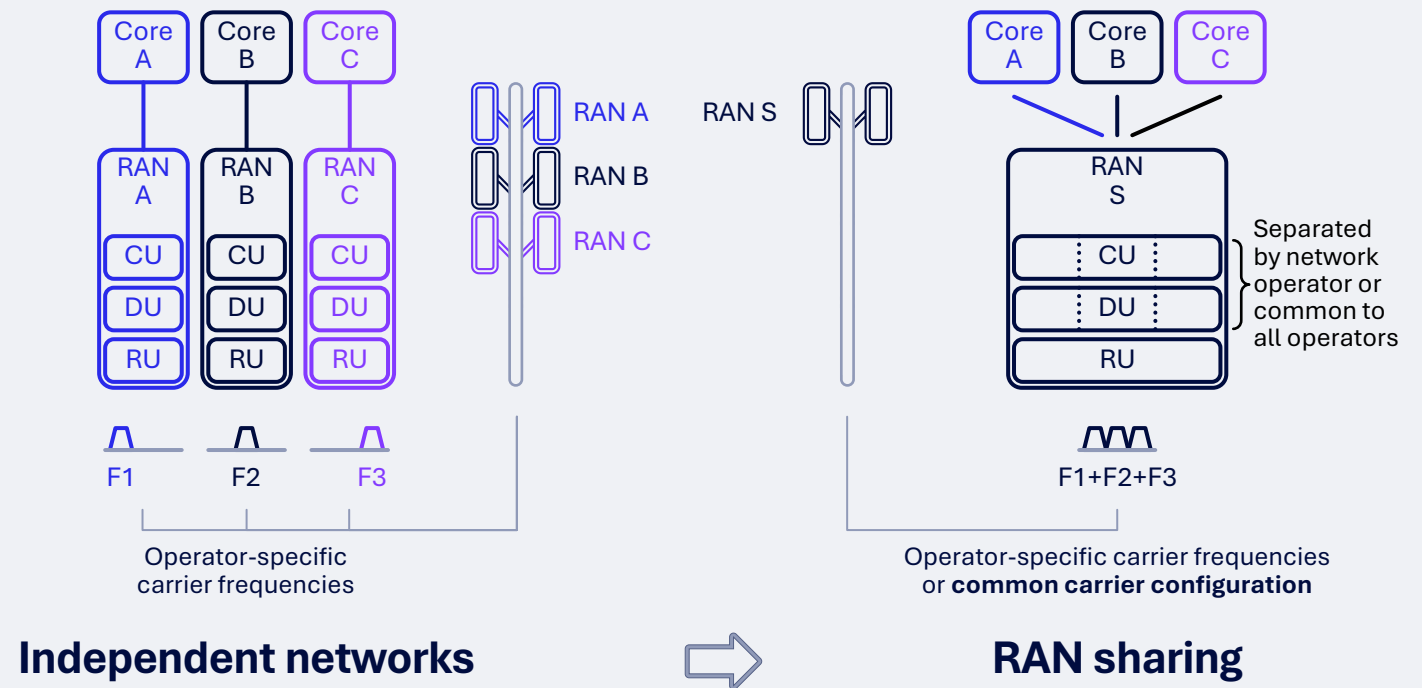 Core
A
Core
B
Core
C
RAN
A
CU
DU
RU
RAN
B
CU
DU
RU
RAN
C
CU
DU
RU
F1
F2
F3
Operator-specific
carrier frequencies
RAN A
RAN B
RAN C
Independent networks
RAN S
Core
A
Core
B
Core
C
RAN
S
CU
DU
RU
Separated
by network
operator or
common to
all operators
F1+F2+F3
Operator-specific carrier frequencies
or common carrier configuration
RAN sharing